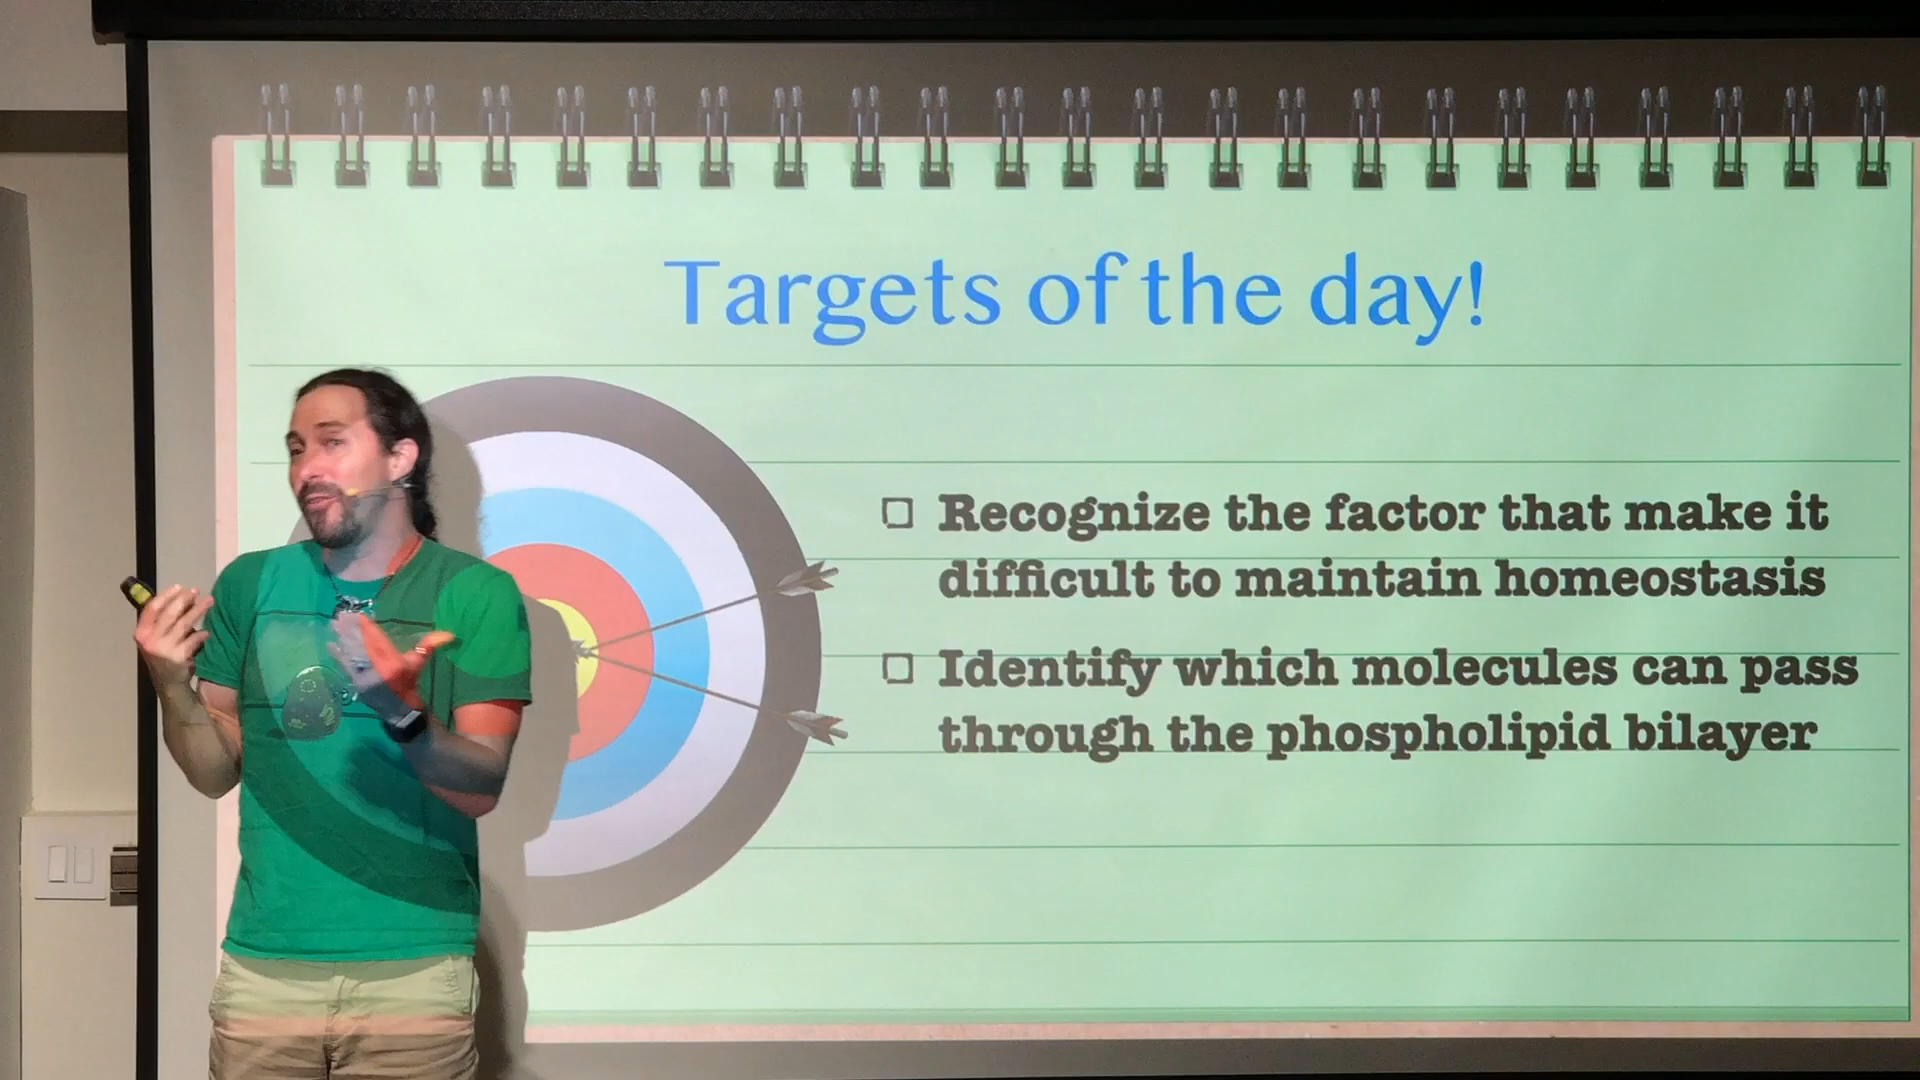 Targets of the day!
Recognize the factor that make it
difficult to maintain homeostasis
Identify which molecules can pass
through the phospholipid bilayer